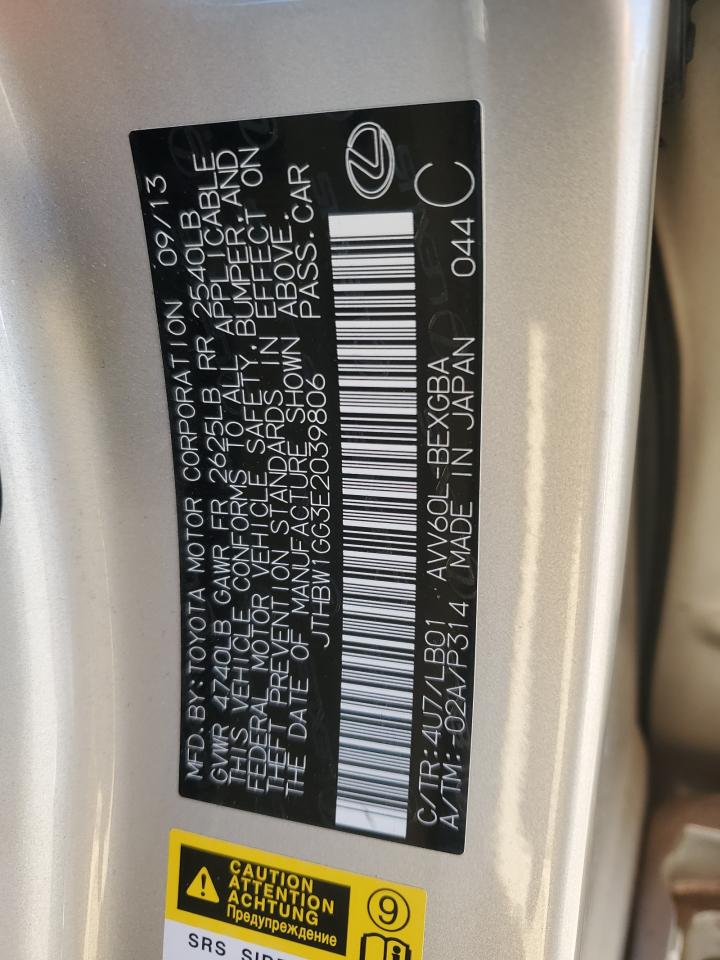 MFD.BY:TOYOTA MOTOR CORPORATION 09/13
GVWR 4740LB GAWR FR 2625LB RR 2540LB
THIS VEHICLE CONFORMS TO ALL APPLICABLE
FEDERAL MOTOR VEHICLE SAFETY, BUMPER, AND
THEFT PREVENTION STANDARDS IN EFFECT ON
THE DATE OF MANUFACTURE SHOWN ABOVE.
JTHBW1GG3E2039806 PASS.CAR
C/TR:4U7/LB01 AVV60L-BEXGBA
A/TM:-02A/P314 MADE IN JAPAN 044 C
CAUTION
ATTENTION
ACHTUNG
Предупреждение
9
SRS